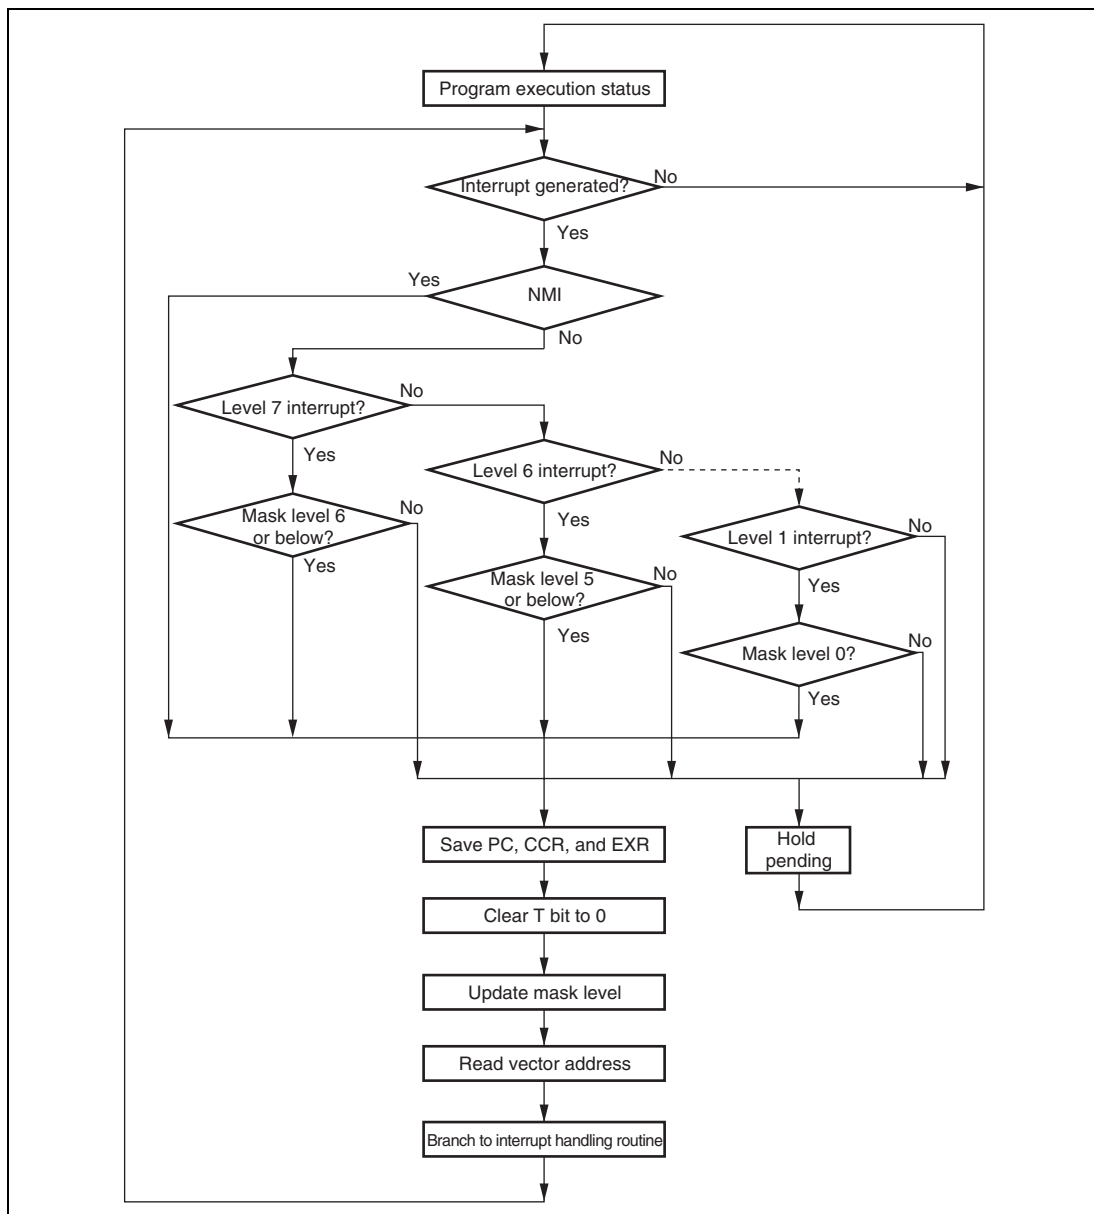 Program execution status
Interrupt generated?
No
Yes
Yes
NMI
No
Level 7 interrupt?
No
Yes
Level 6 interrupt?
No
Mask level 6
or below?
No
Yes
Yes
Level 1 interrupt?
No
Mask level 5
or below?
No
Yes
Yes
Mask level 0?
No
Yes
Save PC, CCR, and EXR
Hold
pending
Clear T bit to 0
Update mask level
Read vector address
Branch to interrupt handling routine